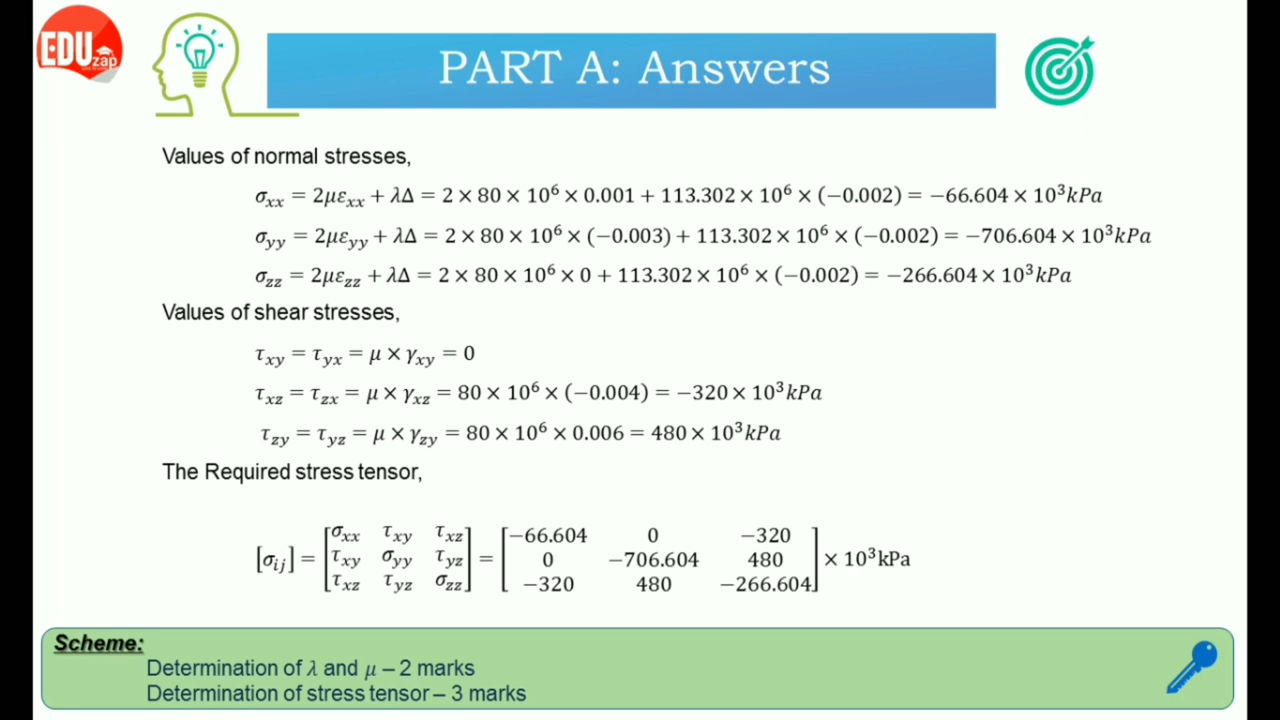 EDUzap
PART A: Answers
Values of normal stresses,
σxx = 2μεxx + λΔ = 2 × 80 × 10⁶ × 0.001 + 113.302 × 10⁶ × (−0.002) = −66.604 × 10³kPa
σyy = 2μεyy + λΔ = 2 × 80 × 10⁶ × (−0.003) + 113.302 × 10⁶ × (−0.002) = −706.604 × 10³kPa
σzz = 2μεzz + λΔ = 2 × 80 × 10⁶ × 0 + 113.302 × 10⁶ × (−0.002) = −266.604 × 10³kPa
Values of shear stresses,
τxy = τyx = μ × γxy = 0
τxz = τzx = μ × γxz = 80 × 10⁶ × (−0.004) = −320 × 10³kPa
τzy = τyz = μ × γzy = 80 × 10⁶ × 0.006 = 480 × 10³kPa
The Required stress tensor,
σxx τxy τxz −66.604 0 −320
[σij] = τxy σyy τyz = 0 −706.604 480 × 10³kPa
τxz τyz σzz −320 480 −266.604
Scheme:
Determination of λ and μ – 2 marks
Determination of stress tensor – 3 marks